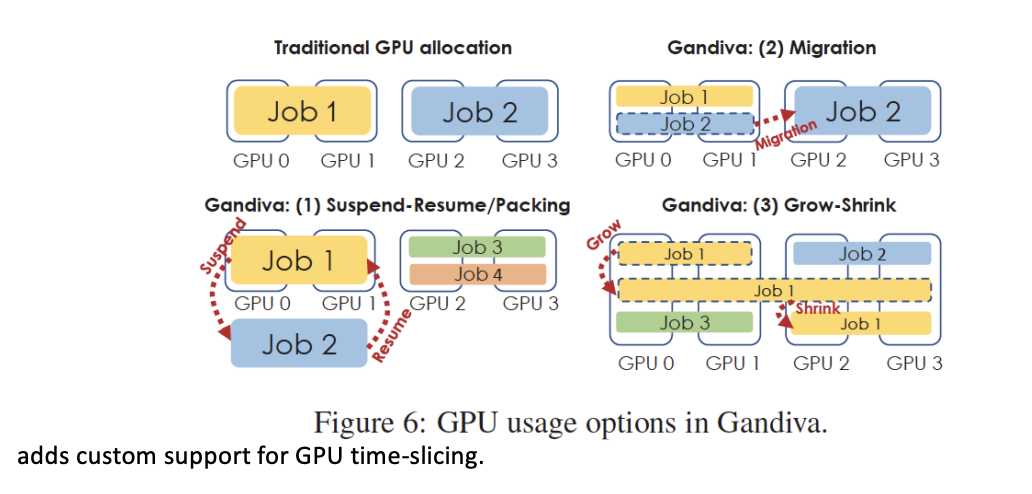 Traditional GPU allocation
Job 1
Job 2
GPU 0 GPU 1 GPU 2 GPU 3
Gandiva: (2) Migration
Job 1
Job 2
Migration
Job 2
GPU 0 GPU 1 GPU 2 GPU 3
Gandiva: (1) Suspend-Resume/Packing
Suspend
Job 1
Job 3
Job 4
GPU 0 GPU 1 GPU 2 GPU 3
Job 2
Resume
Gandiva: (3) Grow-Shrink
Grow
Job 1
Job 2
Job 1
Shrink
Job 3
Job 1
GPU 0 GPU 1 GPU 2 GPU 3
Figure 6: GPU usage options in Gandiva.
adds custom support for GPU time-slicing.